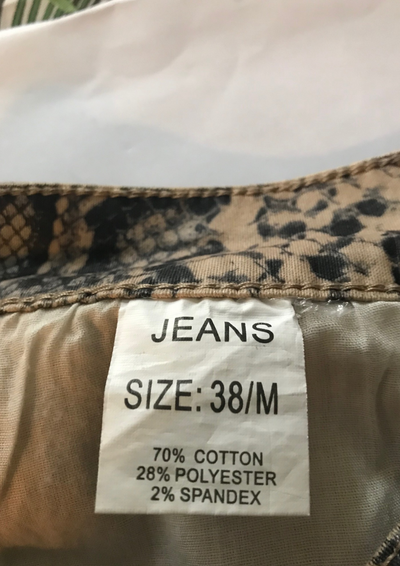 JEANS
SIZE: 38/M
70% COTTON
28% POLYESTER
2% SPANDEX